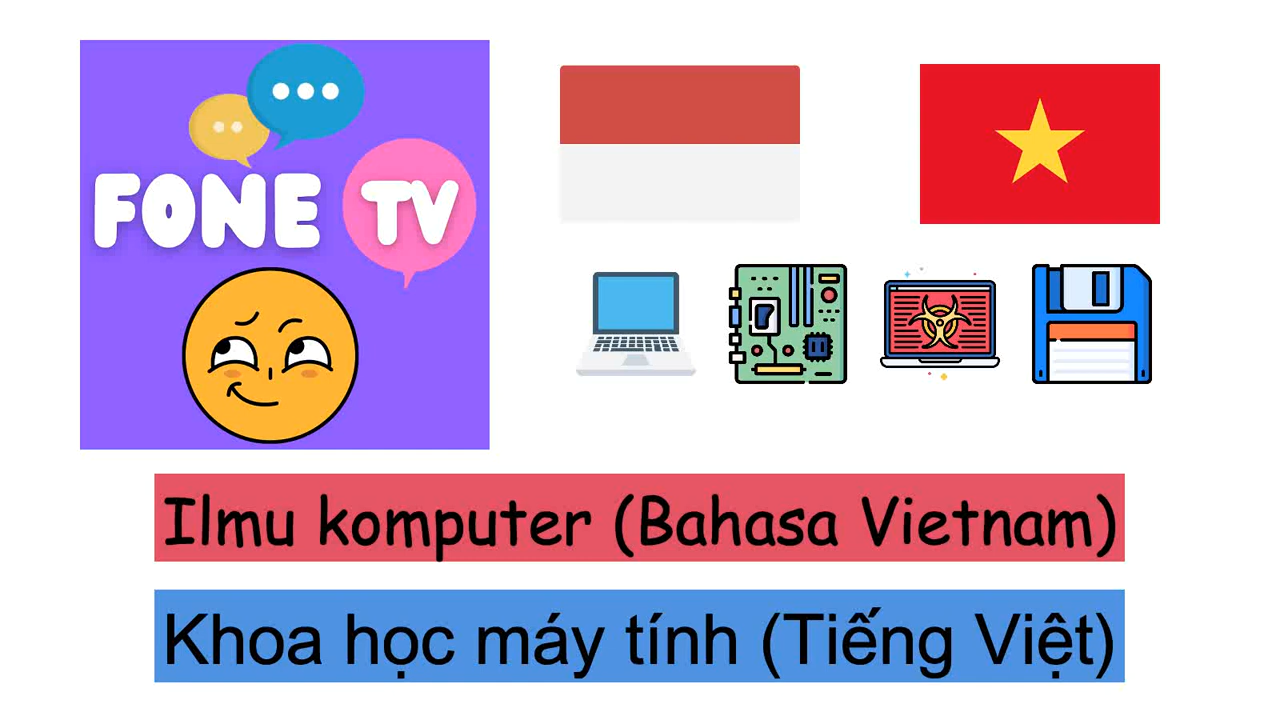 FONE TV
Ilmu komputer (Bahasa Vietnam)
Khoa học máy tính (Tiếng Việt)